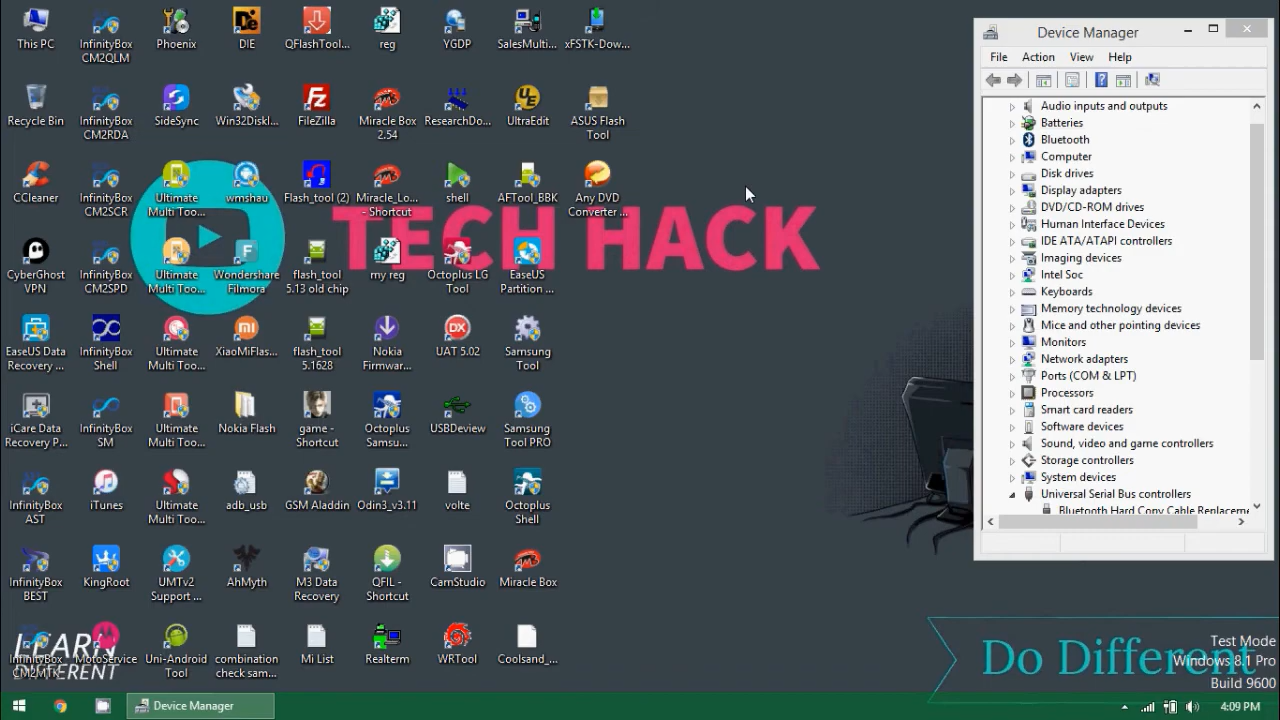 This PC
InfinityBox
CM2QLM
Phoenix
DIE
QFlashTool...
reg
YGDP
SalesMulti...
xFSTK-Dow...
Recycle Bin
InfinityBox
CM2RDA
SideSync
Win32DiskI...
FileZilla
Miracle Box
2.54
ResearchDo...
UltraEdit
ASUS Flash
Tool
CCleaner
InfinityBox
CM2SCR
Ultimate
Multi Too...
wmshau
Flash_tool (2)
Miracle_Lo...
- Shortcut
shell
AFTool_BBK
Any DVD
Converter ...
TECH HACK
CyberGhost
VPN
InfinityBox
CM2SPD
Ultimate
Multi Too...
Wondershare
Filmora
flash_tool
5.13 old chip
my reg
Octoplus LG
Tool
EaseUS
Partition ...
EaseUS Data
Recovery ...
InfinityBox
Shell
Ultimate
Multi Too...
XiaoMiFlas...
flash_tool
5.1628
Nokia
Firmwar...
UAT 5.02
Samsung
Tool
iCare Data
Recovery P...
InfinityBox
SM
Ultimate
Multi Too...
Nokia Flash
game -
Shortcut
Octoplus
Samsu...
USBDeview
Samsung
Tool PRO
InfinityBox
AST
iTunes
Ultimate
Multi Too...
adb_usb
GSM Aladdin
Odin3_v3.11
volte
Octoplus
Shell
InfinityBox
BEST
KingRoot
UMTv2
Support ...
AhMyth
M3 Data
Recovery
QFIL -
Shortcut
CamStudio
Miracle Box
LEARN
DIFFERENT
InfinityBox
CM2MTK
MotoService
Uni-Android
Tool
combination
check sam...
Mi List
Realterm
WRTool
Coolsand_...
Device Manager
File Action View Help
Audio inputs and outputs
Batteries
Bluetooth
Computer
Disk drives
Display adapters
DVD/CD-ROM drives
Human Interface Devices
IDE ATA/ATAPI controllers
Imaging devices
Intel Soc
Keyboards
Memory technology devices
Mice and other pointing devices
Monitors
Network adapters
Ports (COM & LPT)
Processors
Smart card readers
Software devices
Sound, video and game controllers
Storage controllers
System devices
Universal Serial Bus controllers
Bluetooth Hard Copy Cable Replaceme
Do Different
Test Mode
Windows 8.1 Pro
Build 9600
Device Manager
4:09 PM